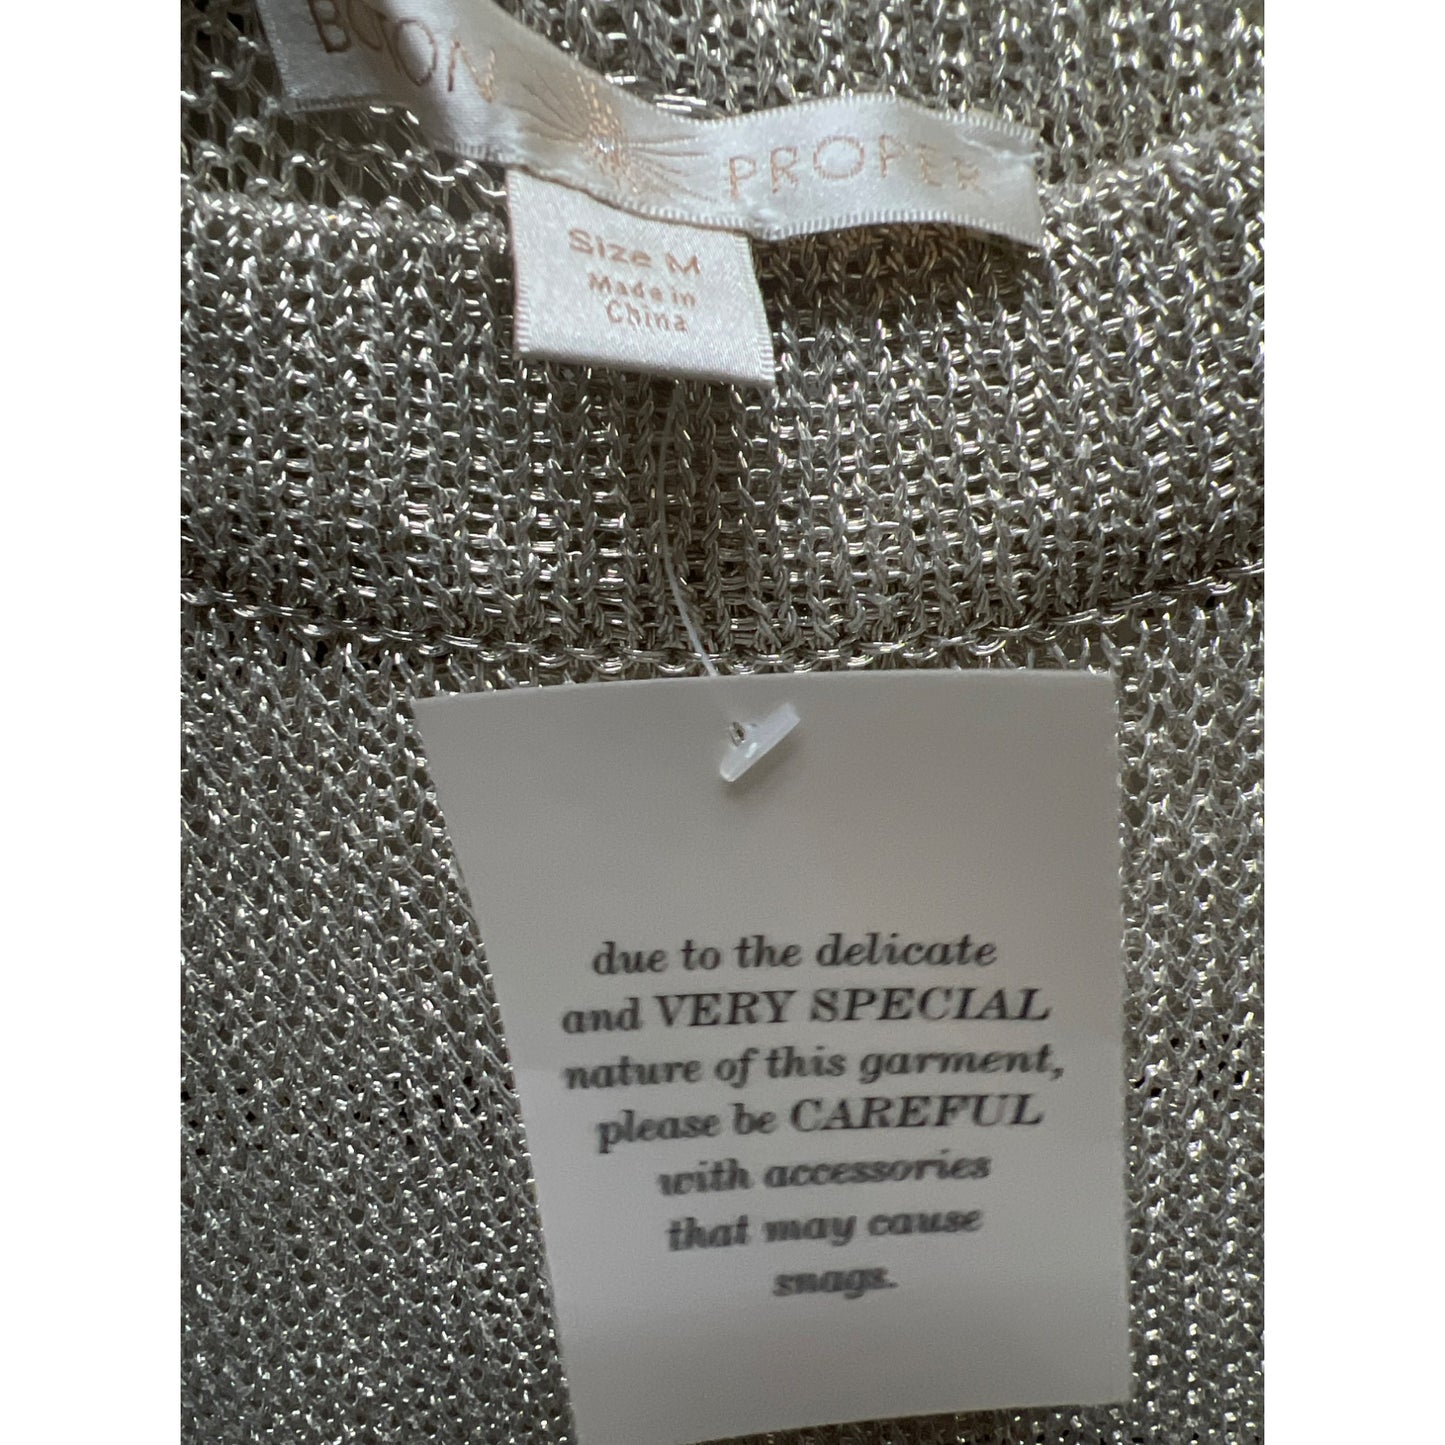 BOSTON PROPER
Size M
Made in
China
due to the delicate
and VERY SPECIAL
nature of this garment,
please be CAREFUL
with accessories
that may cause
snags.